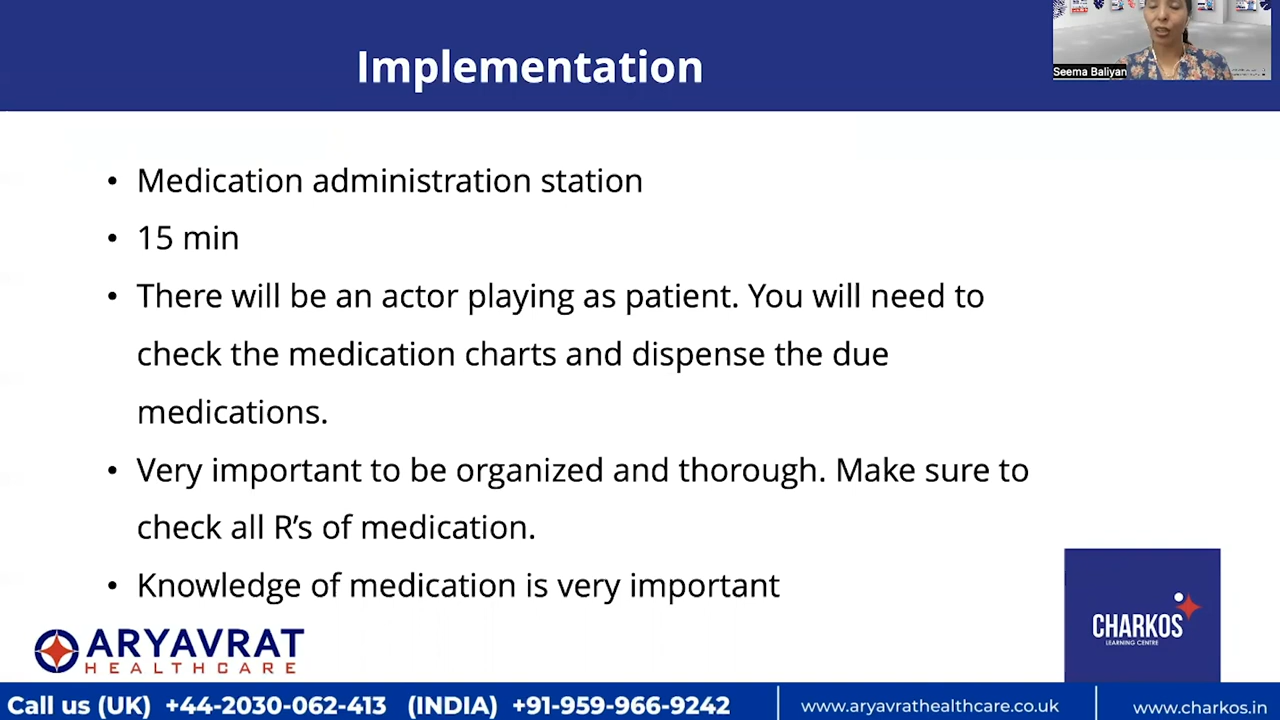 Implementation
Seema Baliyan
• Medication administration station
• 15 min
• There will be an actor playing as patient. You will need to
check the medication charts and dispense the due
medications.
• Very important to be organized and thorough. Make sure to
check all R’s of medication.
• Knowledge of medication is very important
ARYAVRAT
HEALTHCARE
CHARKOS
LEARNING CENTRE
Call us (UK) +44-2030-062-413 (INDIA) +91-959-966-9242
www.aryavrathealthcare.co.uk
www.charkos.in